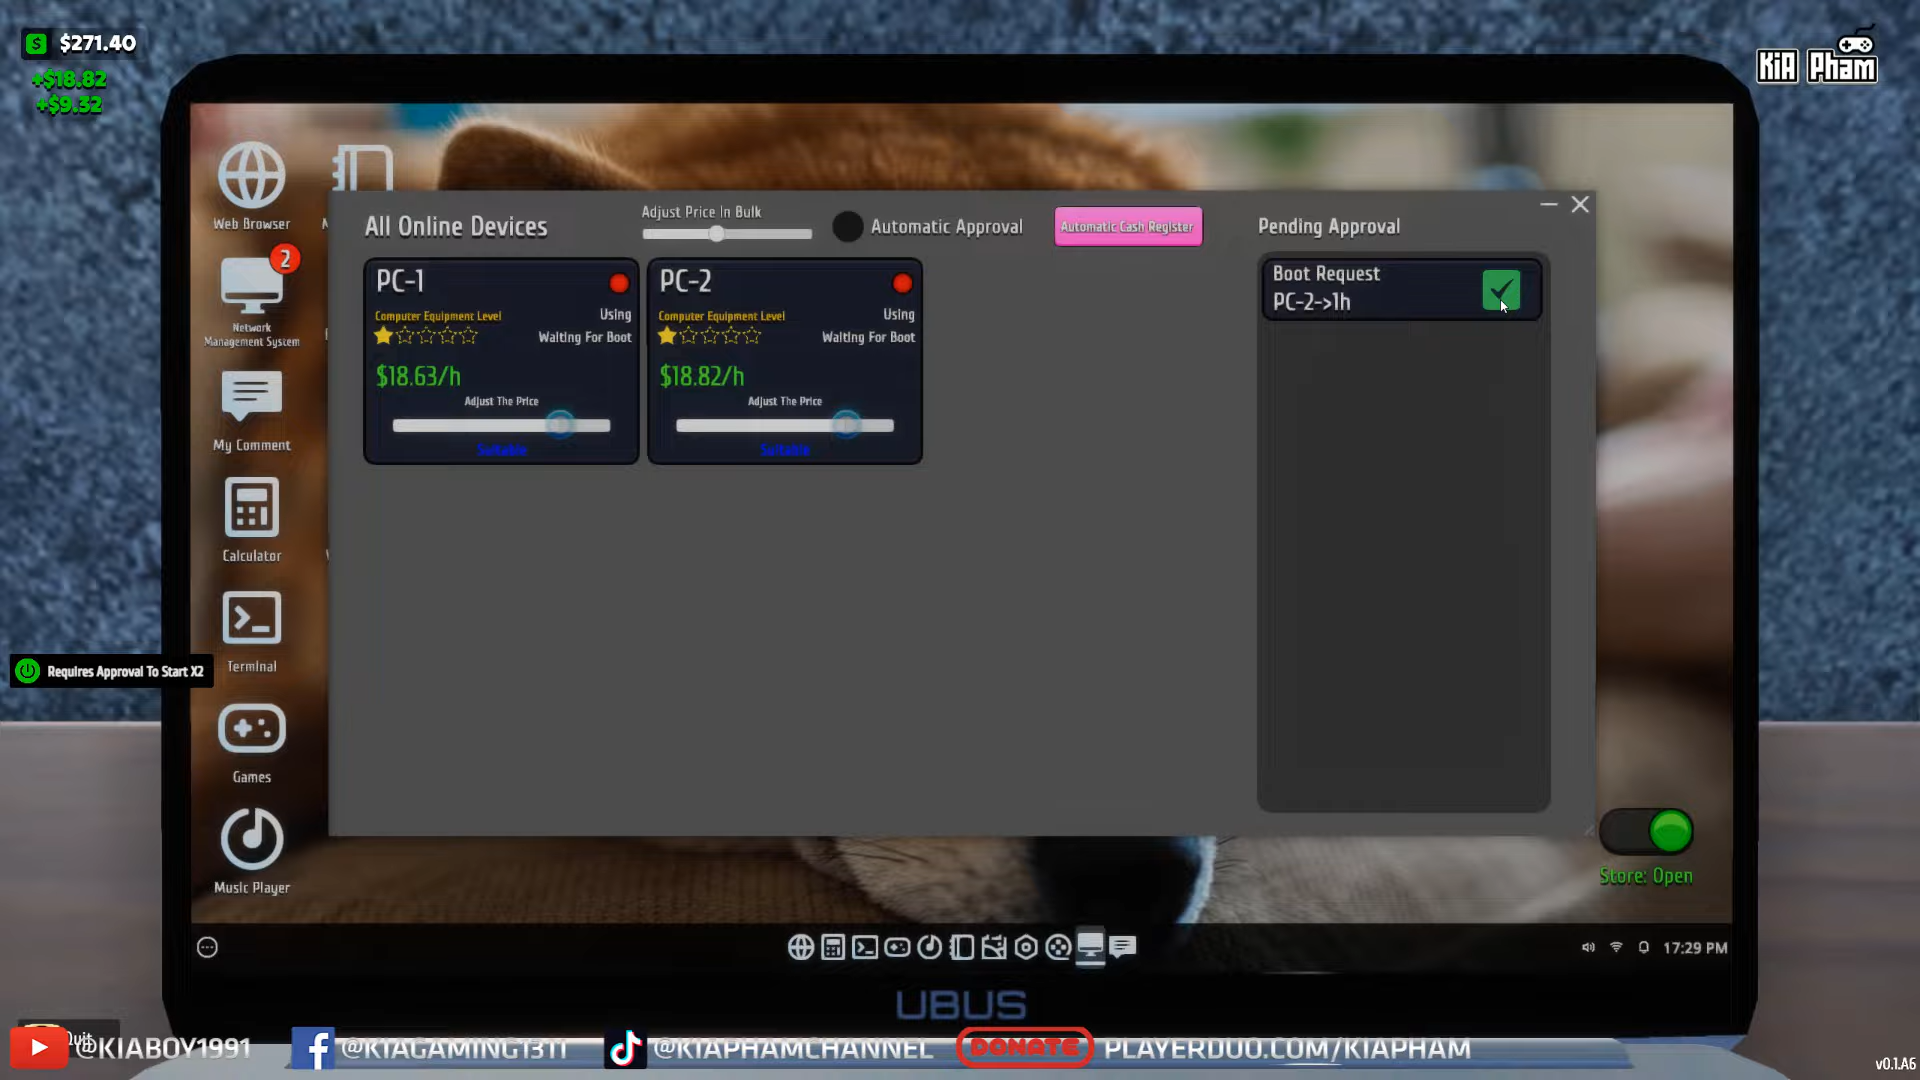 $271.40
+$18.82
+$9.32
KiA Pham
Web Browser
2
Network
Management System
My Comment
Calculator
Terminal
Games
Music Player
All Online Devices
Adjust Price In Bulk
Automatic Approval
Automatic Cash Register
Pending Approval
PC-1
Computer Equipment Level
Using
Waiting For Boot
$18.63/h
Adjust The Price
Suitable
PC-2
Computer Equipment Level
Using
Waiting For Boot
$18.82/h
Adjust The Price
Suitable
Boot Request
PC-2->1h
Requires Approval To Start X2
Store: Open
17:29 PM
UBUS
Quit
@KIABOY1991
@KIAGAMING1311
@KIAPHAMCHANNEL
DONATE
PLAYERDUO.COM/KIAPHAM
v0.1.A6